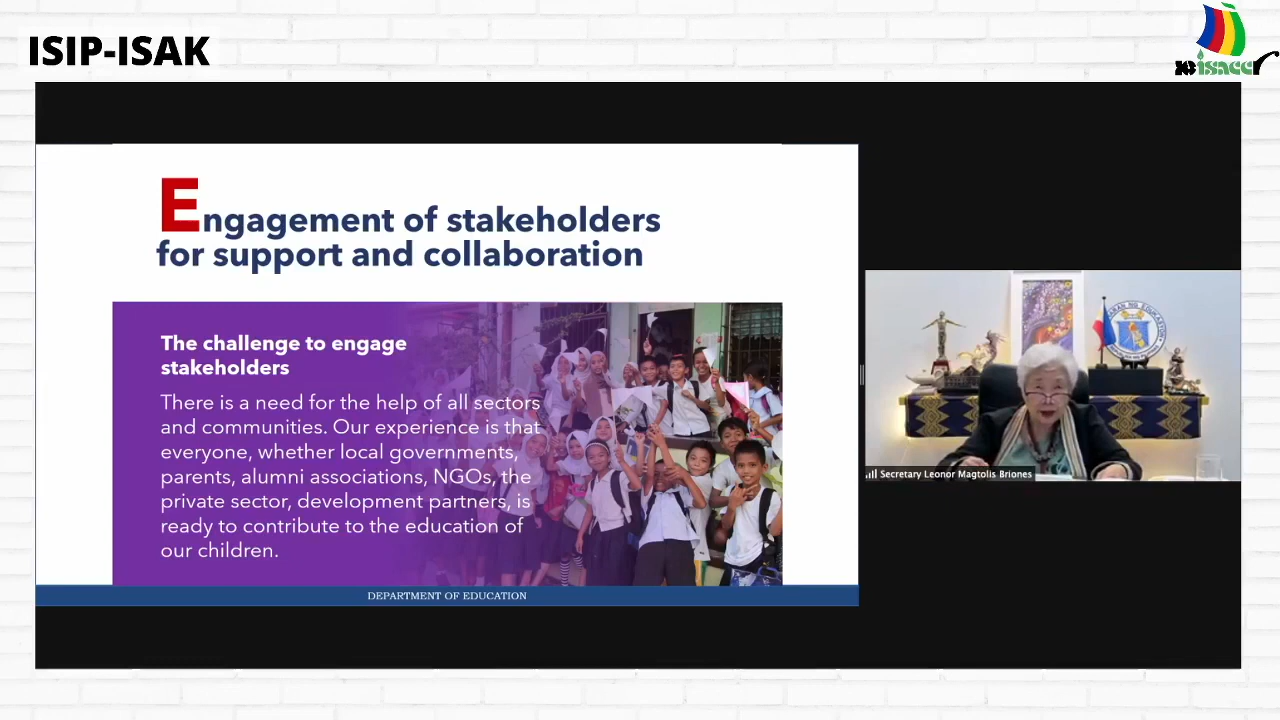 ISIP-ISAK
isacc
Engagement of stakeholders
for support and collaboration
The challenge to engage
stakeholders
There is a need for the help of all sectors
and communities. Our experience is that
everyone, whether local governments,
parents, alumni associations, NGOs, the
private sector, development partners, is
ready to contribute to the education of
our children.
DEPARTMENT OF EDUCATION
Secretary Leonor Magtolis Briones